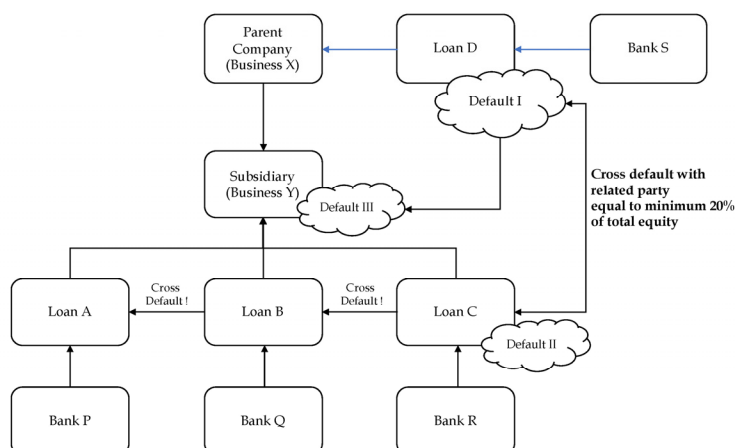 Parent
Company
(Business X)
Loan D
Bank S
Default I
Subsidiary
(Business Y)
Default III
Cross default with
related party
equal to minimum 20%
of total equity
Loan A
Cross
Default !
Loan B
Cross
Default !
Loan C
Default II
Bank P
Bank Q
Bank R